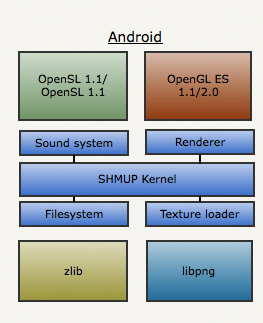 Android
OpenSL 1.1/
OpenSL 1.1
OpenGL ES
1.1/2.0
Sound system
Renderer
SHMUP Kernel
Filesystem
Texture loader
zlib
libpng